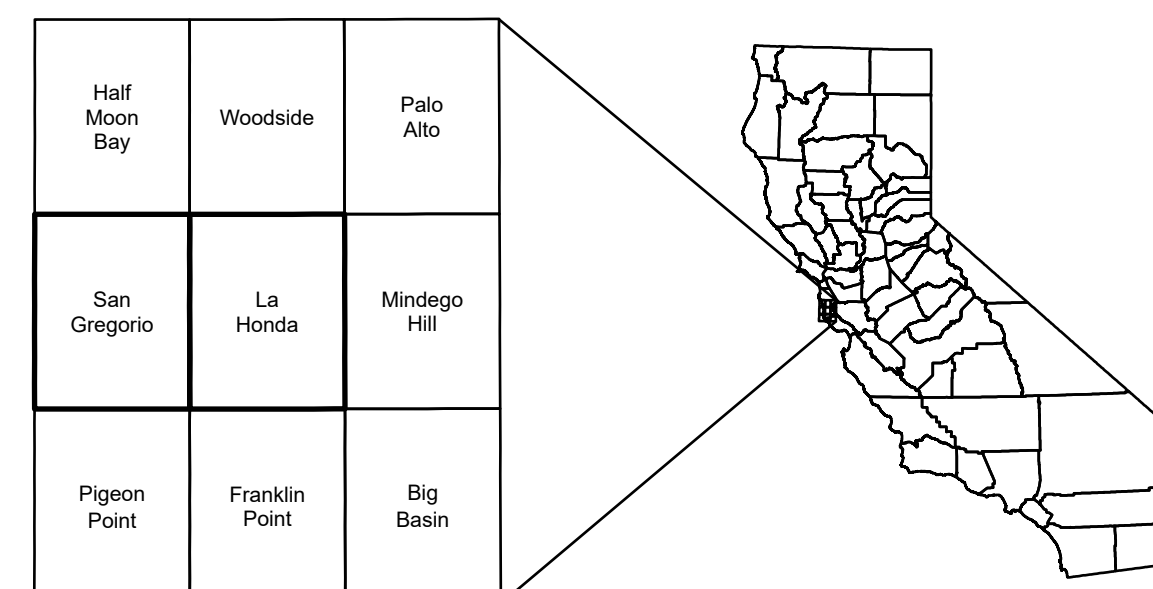 Half
Moon
Bay
Woodside
Palo
Alto
San
Gregorio
La
Honda
Mindego
Hill
Pigeon
Point
Franklin
Point
Big
Basin